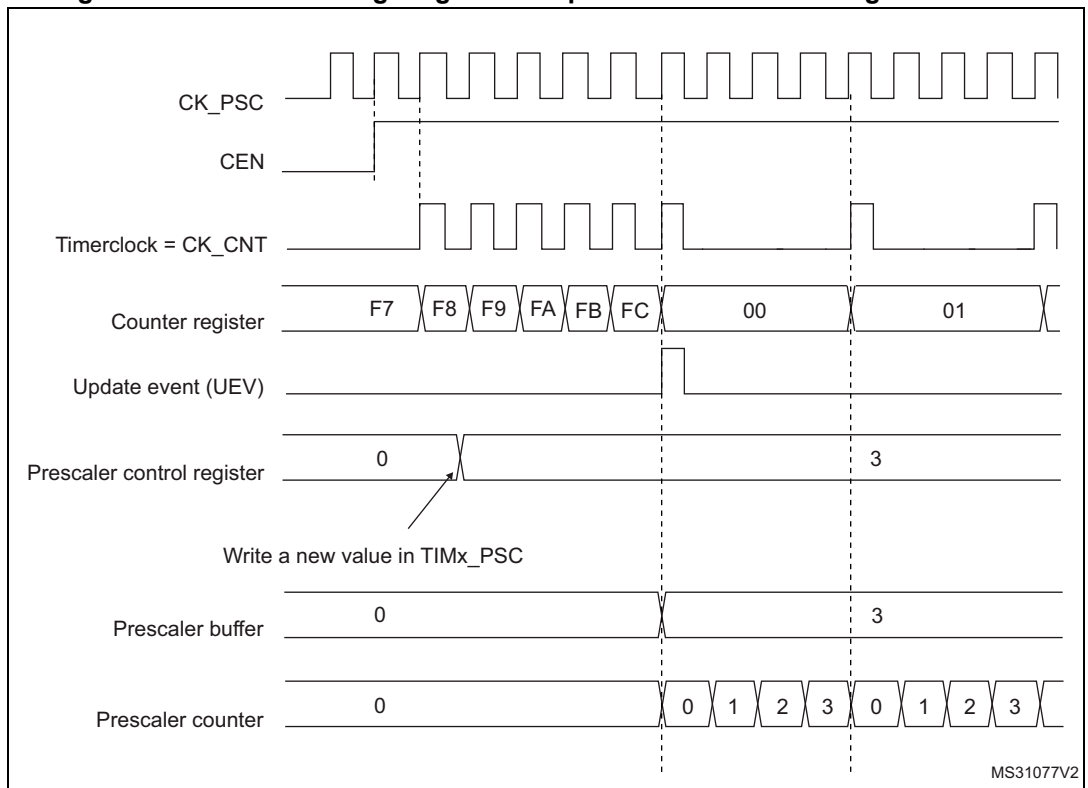 CK_PSC
CEN
Timerclock = CK_CNT
Counter register
F7 F8 F9 FA FB FC 00 01
Update event (UEV)
Prescaler control register
0 3
Write a new value in TIMx_PSC
Prescaler buffer
0 3
Prescaler counter
0 0 1 2 3 0 1 2 3
MS31077V2